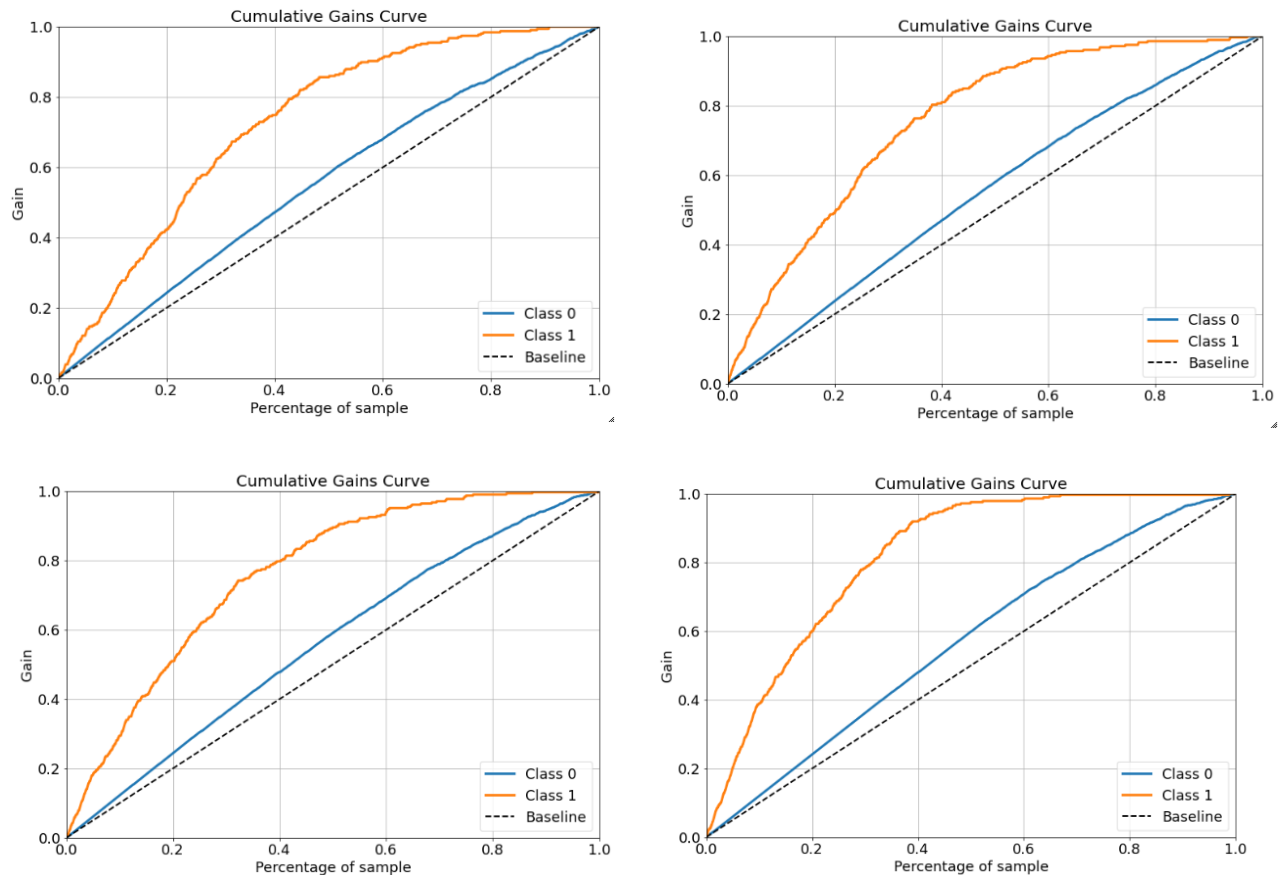 Cumulative Gains Curve
1.0
0.8
0.6
0.4
0.2
0.0
Gain
Class 0
Class 1
Baseline
0.0 0.2 0.4 0.6 0.8 1.0
Percentage of sample
Cumulative Gains Curve
1.0
0.8
0.6
0.4
0.2
0.0
Gain
Class 0
Class 1
Baseline
0.0 0.2 0.4 0.6 0.8 1.0
Percentage of sample
Cumulative Gains Curve
1.0
0.8
0.6
0.4
0.2
0.0
Gain
Class 0
Class 1
Baseline
0.0 0.2 0.4 0.6 0.8 1.0
Percentage of sample
Cumulative Gains Curve
1.0
0.8
0.6
0.4
0.2
0.0
Gain
Class 0
Class 1
Baseline
0.0 0.2 0.4 0.6 0.8 1.0
Percentage of sample